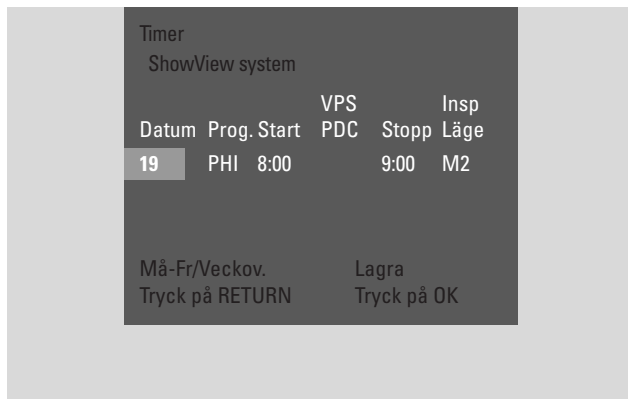 Timer
ShowView system
VPS Insp
Datum Prog. Start PDC Stopp Läge
19 PHI 8:00 9:00 M2
Må-Fr/Veckov. Lagra
Tryck på RETURN Tryck på OK